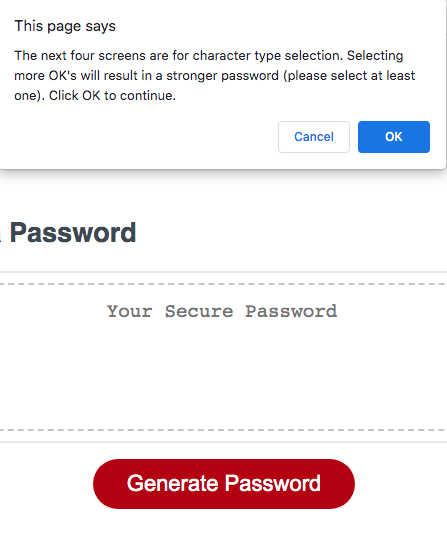 This page says
The next four screens are for character type selection. Selecting
more OK's will result in a stronger password (please select at least
one). Click OK to continue.
Cancel OK
Password
Your Secure Password
Generate Password